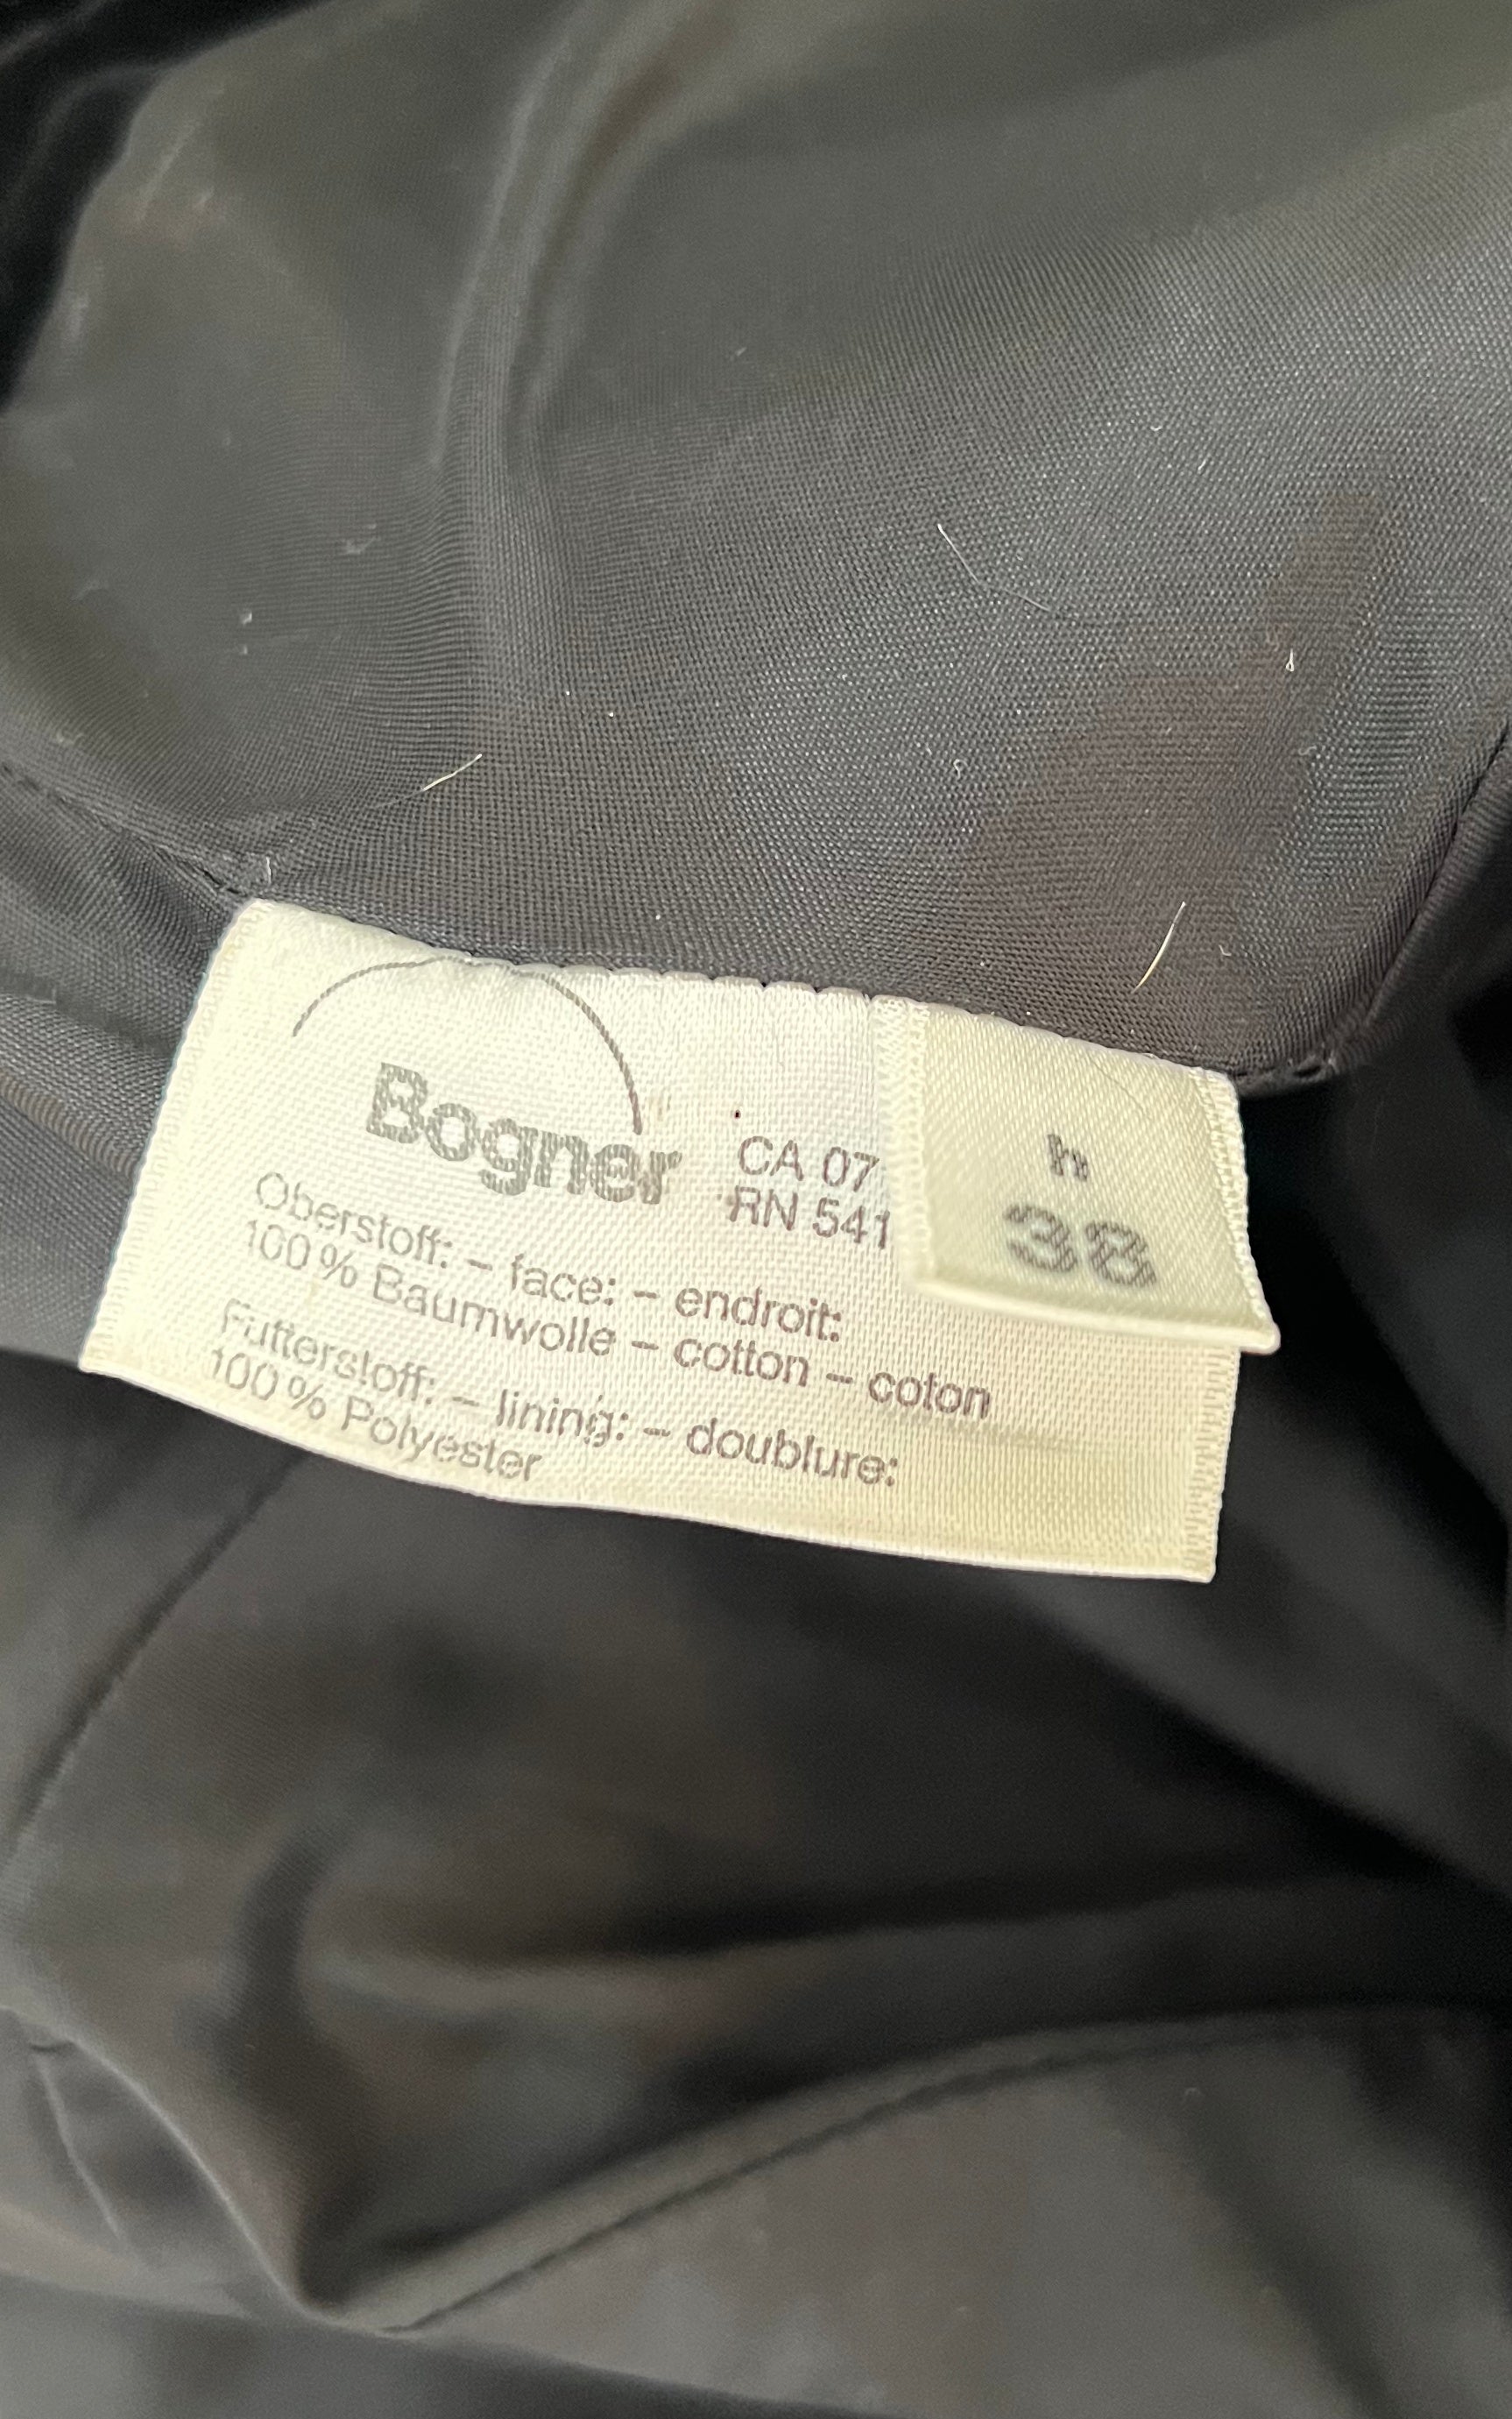 Bogner
CA 07
RN 541
h
38
Oberstoff: – face: – endroit:
100 % Baumwolle – cotton – coton
Futterstoff: – lining: – doublure:
100 % Polyester